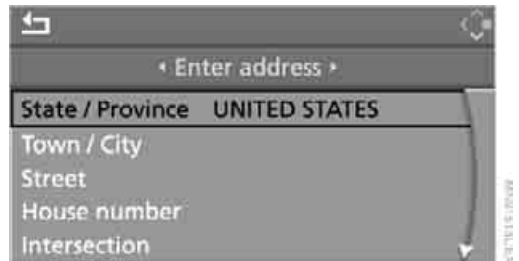 Enter address
State / Province UNITED STATES
Town / City
Street
House number
Intersection